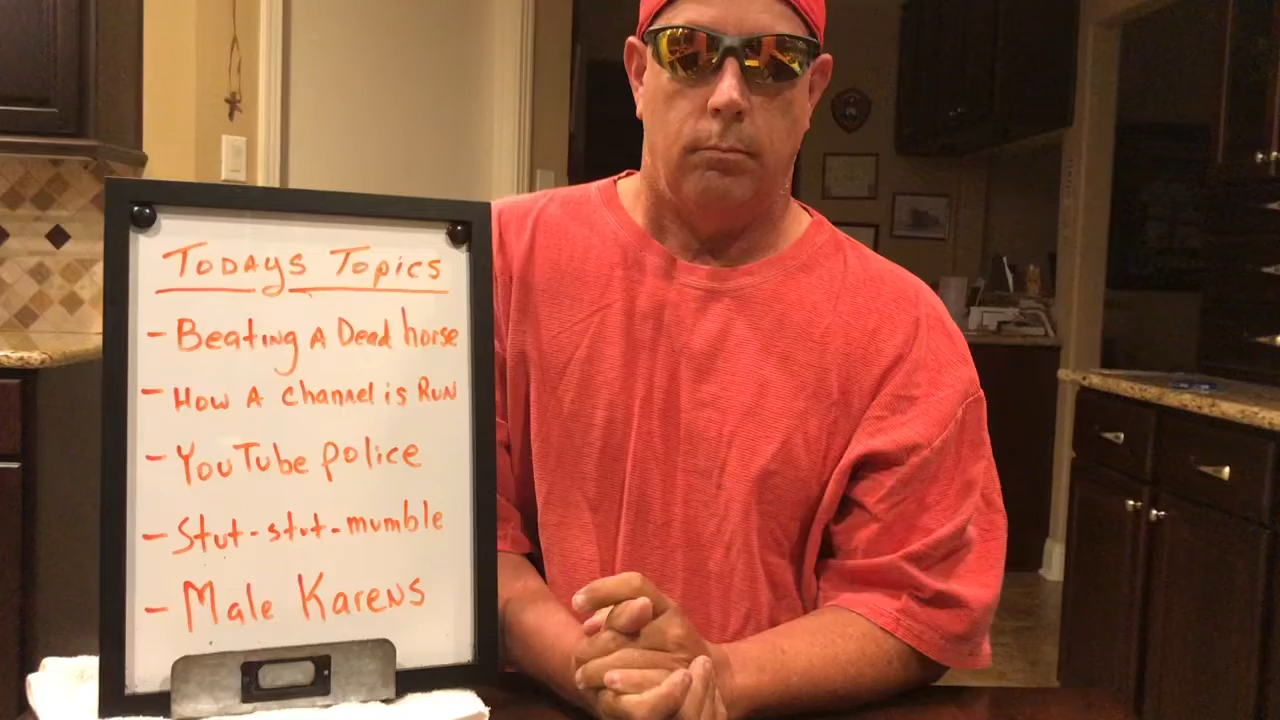 Todays Topics
- Beating A Dead horse
- How A Channel is Run
- YouTube police
- Stut-stut-mumble
- Male Karens